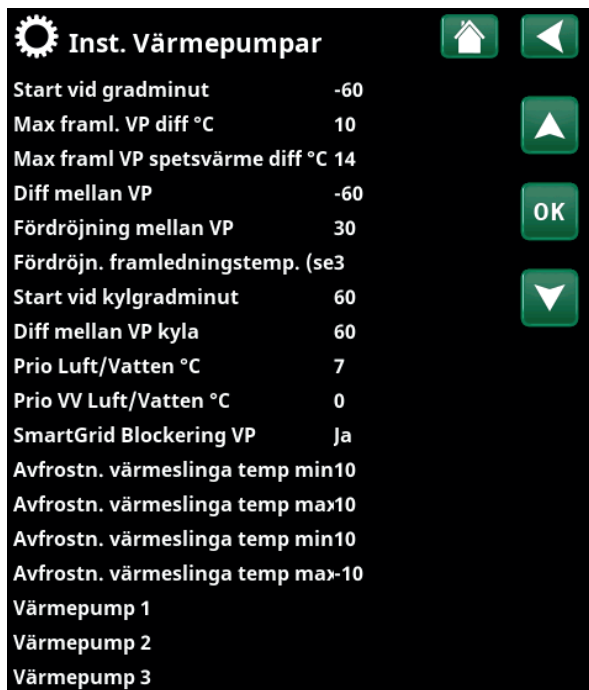 Inst. Värmepumpar
Start vid gradminut -60
Max framl. VP diff °C 10
Max framl VP spetsvärme diff °C 14
Diff mellan VP -60
Fördröjning mellan VP 30
Fördröjn. framledningstemp. (se3
Start vid kylgradminut 60
Diff mellan VP kyla 60
Prio Luft/Vatten °C 7
Prio VV Luft/Vatten °C 0
SmartGrid Blockering VP Ja
Avfrostn. värmeslinga temp min10
Avfrostn. värmeslinga temp max10
Avfrostn. värmeslinga temp min10
Avfrostn. värmeslinga temp max-10
Värmepump 1
Värmepump 2
Värmepump 3
OK